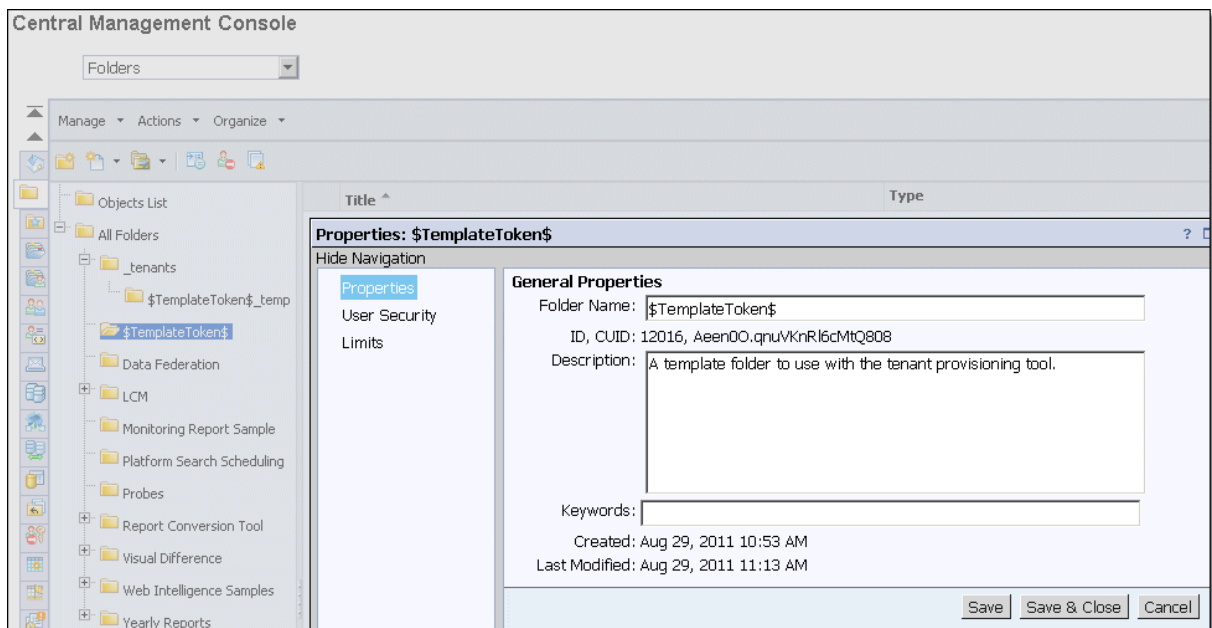 Central Management Console
Folders
Manage Actions Organize
Objects List
All Folders
_tenants
$TemplateToken$_temp
$TemplateToken$
Data Federation
LCM
Monitoring Report Sample
Platform Search Scheduling
Probes
Report Conversion Tool
Visual Difference
Web Intelligence Samples
Yearly Reports
Title Type
Properties: $TemplateToken$ ?
Hide Navigation
Properties
User Security
Limits
General Properties
Folder Name: $TemplateToken$
ID, CUID: 12016, Aeen0O.qnuVKnRl6cMtQ808
Description: A template folder to use with the tenant provisioning tool.
Keywords:
Created: Aug 29, 2011 10:53 AM
Last Modified: Aug 29, 2011 11:13 AM
Save Save & Close Cancel